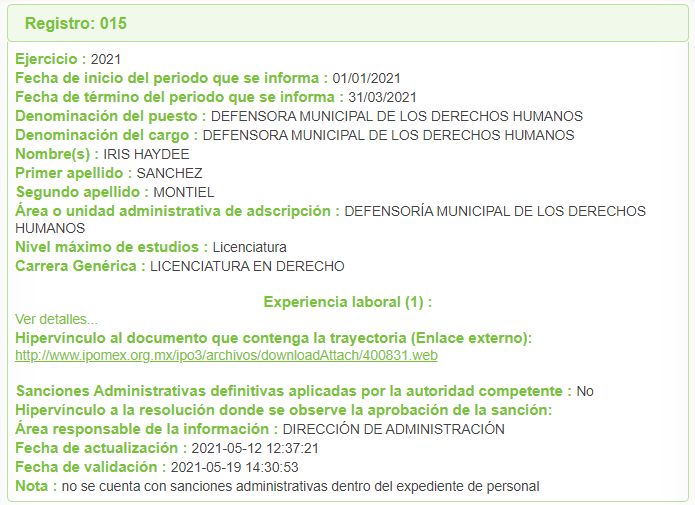 Registro: 015
Ejercicio : 2021
Fecha de inicio del periodo que se informa : 01/01/2021
Fecha de término del periodo que se informa : 31/03/2021
Denominación del puesto : DEFENSORA MUNICIPAL DE LOS DERECHOS HUMANOS
Denominación del cargo : DEFENSORA MUNICIPAL DE LOS DERECHOS HUMANOS
Nombre(s) : IRIS HAYDEE
Primer apellido : SANCHEZ
Segundo apellido : MONTIEL
Área o unidad administrativa de adscripción : DEFENSORÍA MUNICIPAL DE LOS DERECHOS
HUMANOS
Nivel máximo de estudios : Licenciatura
Carrera Genérica : LICENCIATURA EN DERECHO
Experiencia laboral (1) :
Ver detalles...
Hipervínculo al documento que contenga la trayectoria (Enlace externo):
http://www.ipomex.org.mx/ipo3/archivos/downloadAttach/400831.web
Sanciones Administrativas definitivas aplicadas por la autoridad competente : No
Hipervínculo a la resolución donde se observe la aprobación de la sanción:
Área responsable de la información : DIRECCIÓN DE ADMINISTRACIÓN
Fecha de actualización : 2021-05-12 12:37:21
Fecha de validación : 2021-05-19 14:30:53
Nota : no se cuenta con sanciones administrativas dentro del expediente de personal